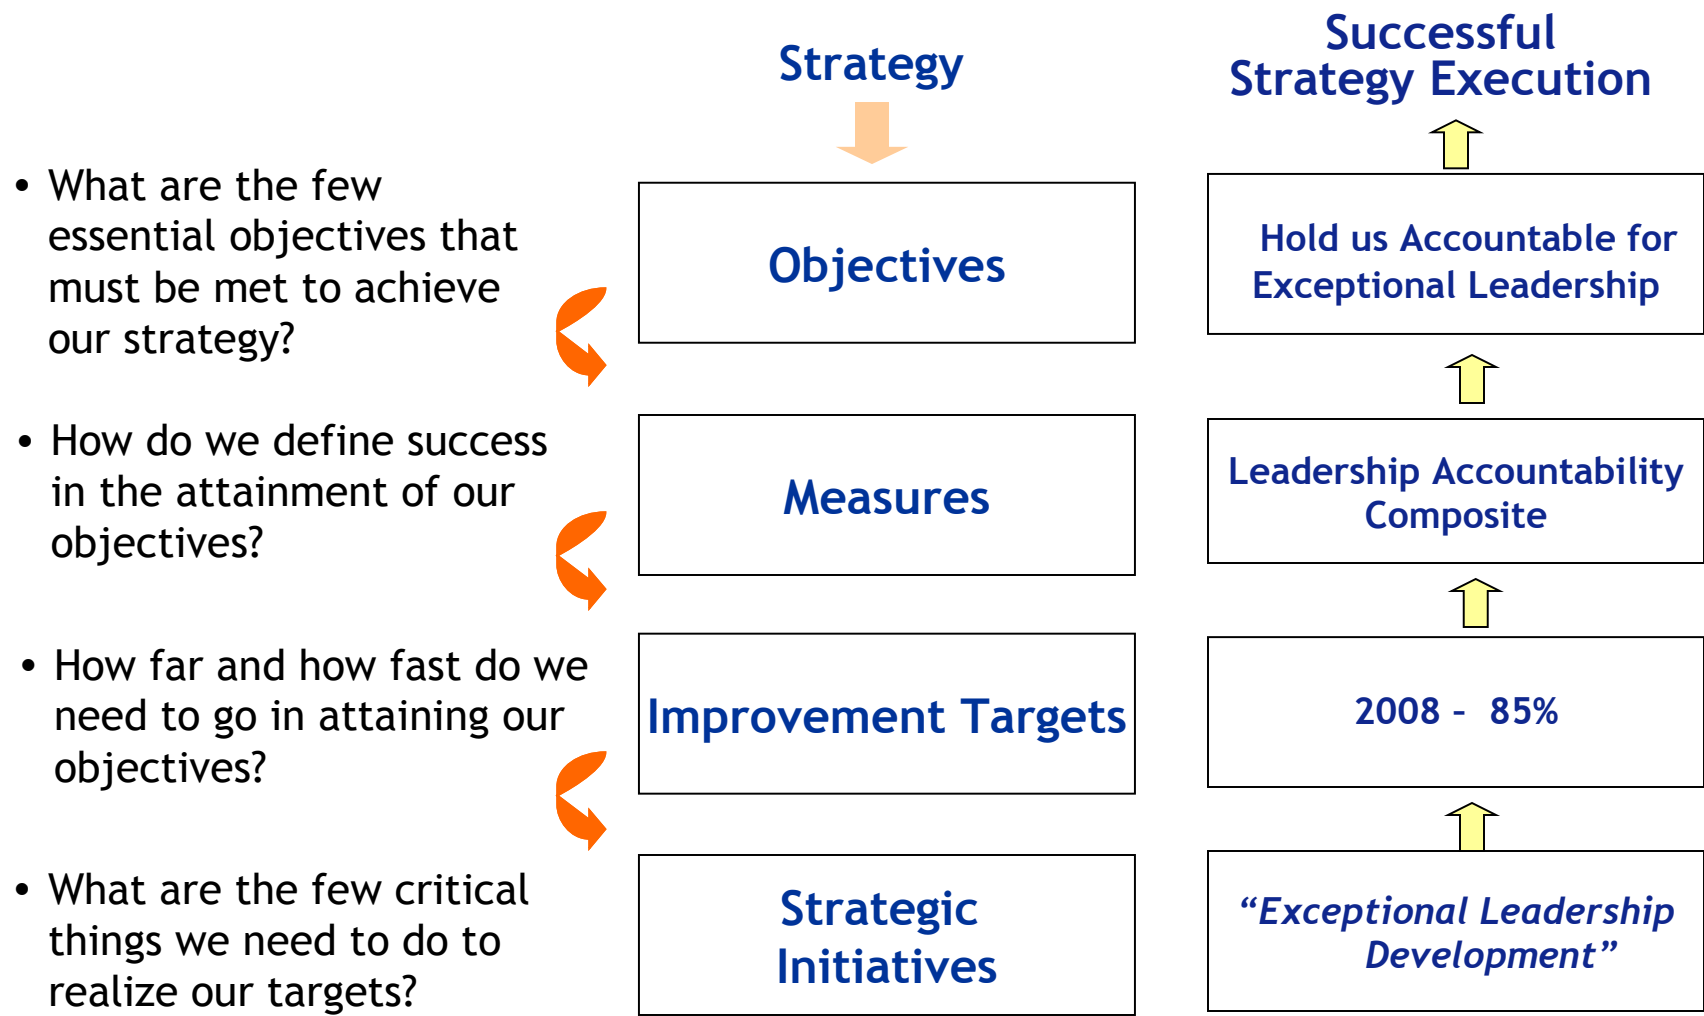 Strategy
Successful
Strategy Execution
• What are the few
essential objectives that
must be met to achieve
our strategy?
Objectives
Hold us Accountable for
Exceptional Leadership
• How do we define success
in the attainment of our
objectives?
Measures
Leadership Accountability
Composite
• How far and how fast do we
need to go in attaining our
objectives?
Improvement Targets
2008 – 85%
• What are the few critical
things we need to do to
realize our targets?
Strategic
Initiatives
“Exceptional Leadership
Development”